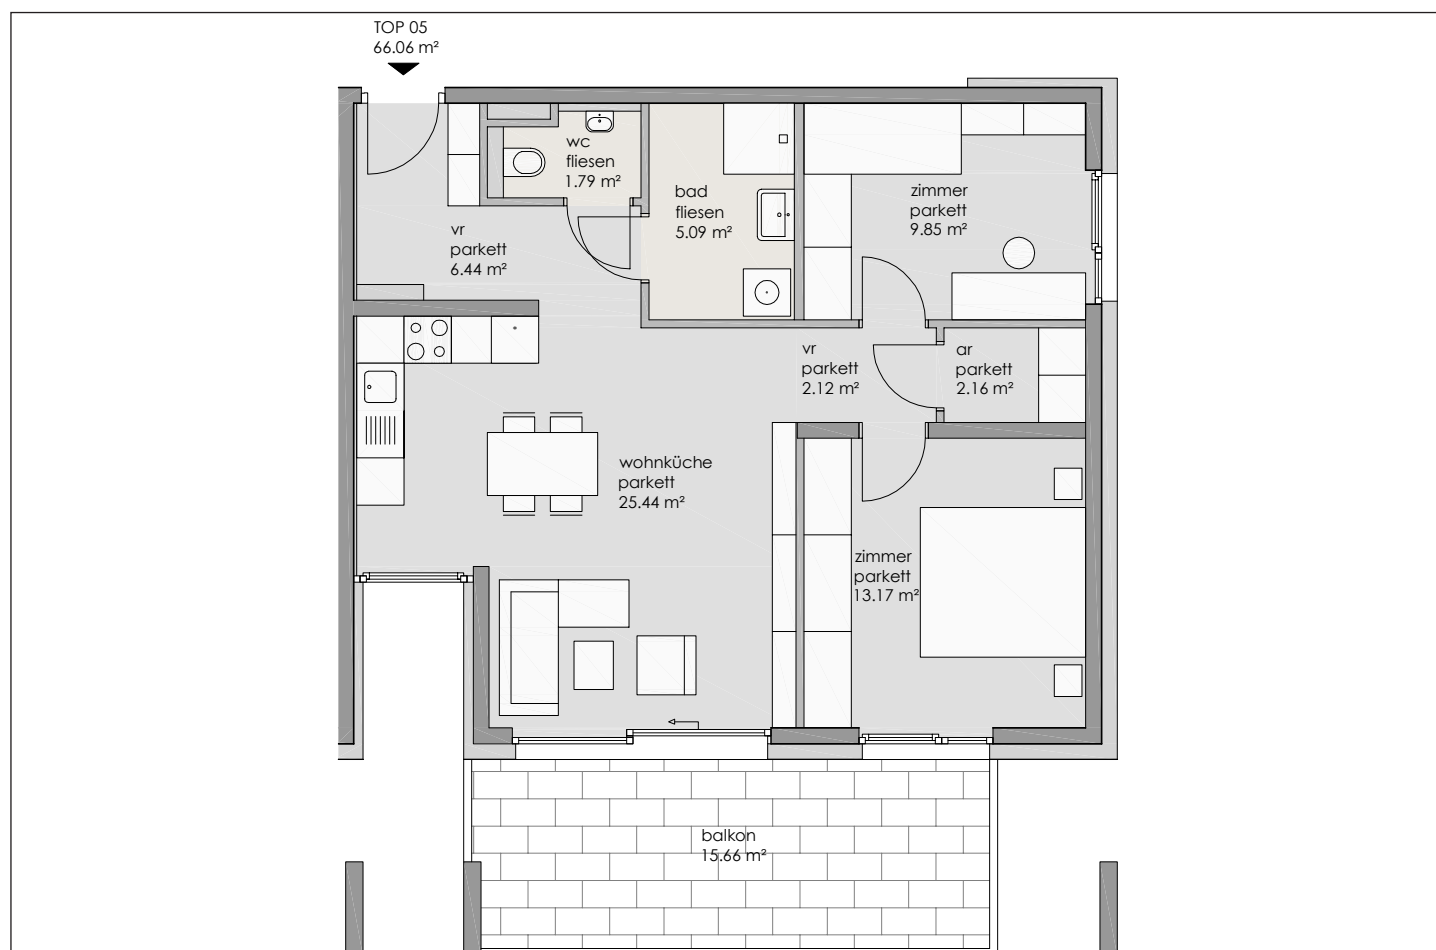 TOP 05
66.06 m²
wc
fliesen
1.79 m²
bad
fliesen
5.09 m²
zimmer
parkett
9.85 m²
vr
parkett
6.44 m²
vr
parkett
2.12 m²
ar
parkett
2.16 m²
wohnküche
parkett
25.44 m²
zimmer
parkett
13.17 m²
balkon
15.66 m²